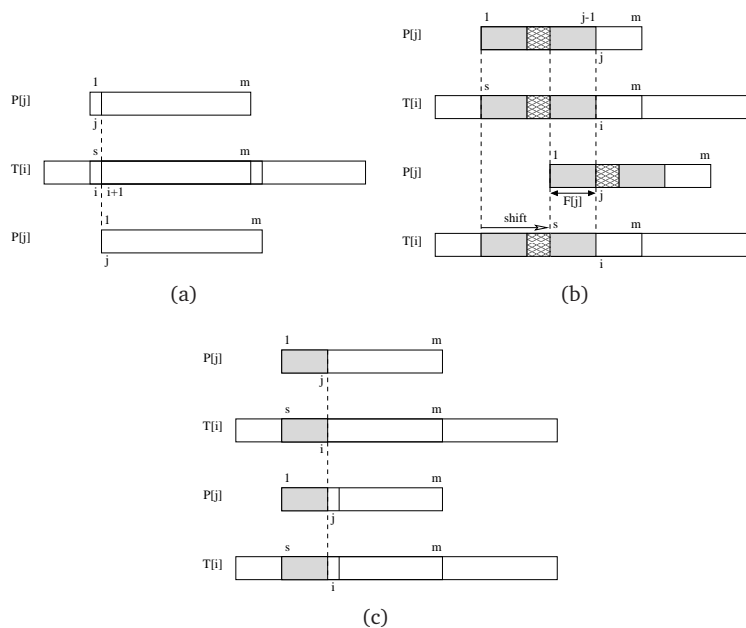 1 m
P[j]
j
s m
T[i]
i i+1
1 m
P[j]
j
(a)
1 j-1 m
P[j]
j
s m
T[i]
i
1 m
P[j]
F[j] j
shift s m
T[i]
i
(b)
1 m
P[j]
j
s m
T[i]
i
1 m
P[j]
j
s m
T[i]
i
(c)